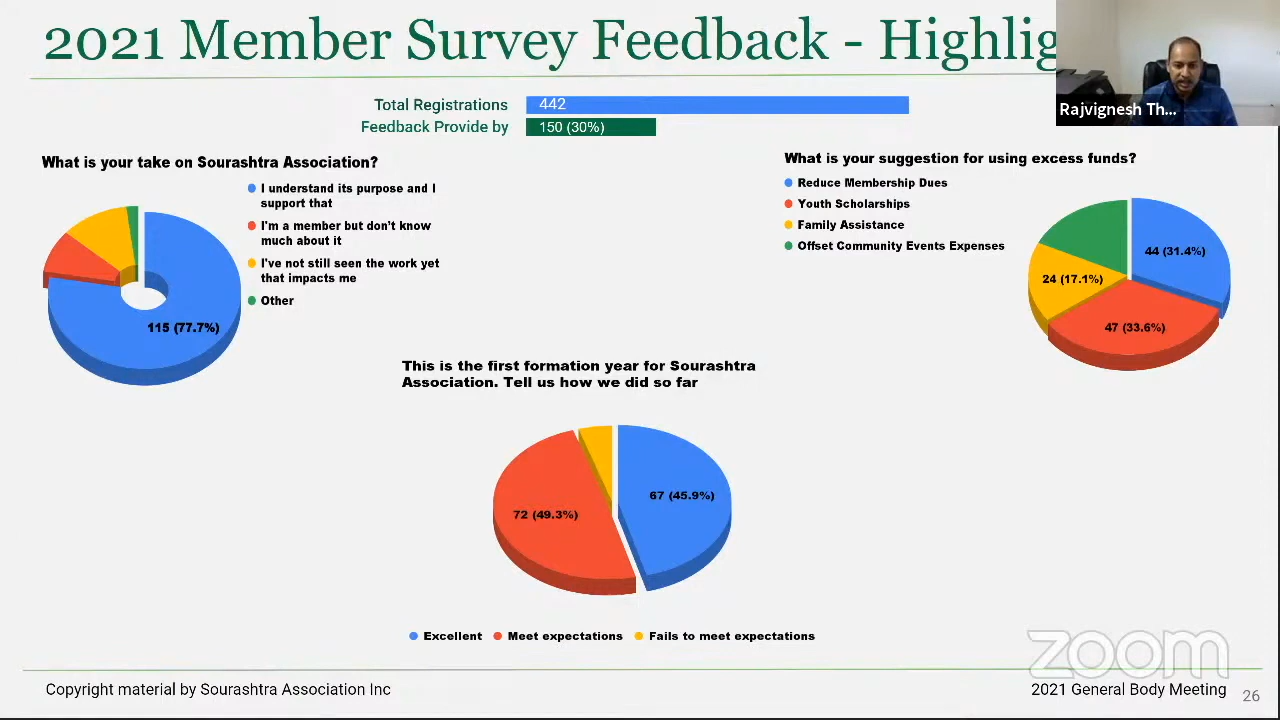 2021 Member Survey Feedback - Highlig
Rajvignesh Th...
Total Registrations 442
Feedback Provide by 150 (30%)
What is your take on Sourashtra Association?
I understand its purpose and I
support that
I'm a member but don't know
much about it
I've not still seen the work yet
that impacts me
Other
115 (77.7%)
What is your suggestion for using excess funds?
Reduce Membership Dues
Youth Scholarships
Family Assistance
Offset Community Events Expenses
44 (31.4%)
24 (17.1%)
47 (33.6%)
This is the first formation year for Sourashtra
Association. Tell us how we did so far
67 (45.9%)
72 (49.3%)
Excellent Meet expectations Fails to meet expectations
zoom
Copyright material by Sourashtra Association Inc
2021 General Body Meeting 26